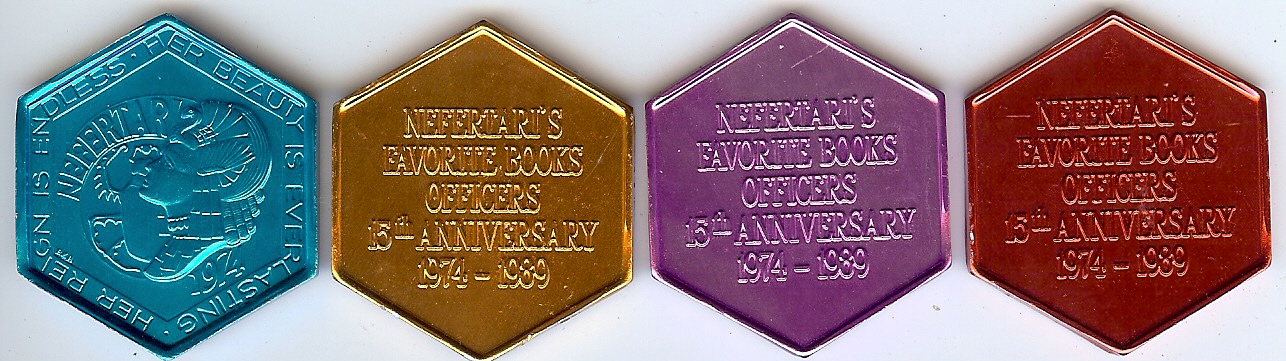 HER REIGN IS ENDLESS · HER BEAUTY IS EVERLASTING ·
NEFERTARI
1974
NEFERTARI'S
FAVORITE BOOKS
OFFICERS
15th ANNIVERSARY
1974 – 1989
NEFERTARI'S
FAVORITE BOOKS
OFFICERS
15th ANNIVERSARY
1974 – 1989
NEFERTARI'S
FAVORITE BOOKS
OFFICERS
15th ANNIVERSARY
1974 – 1989